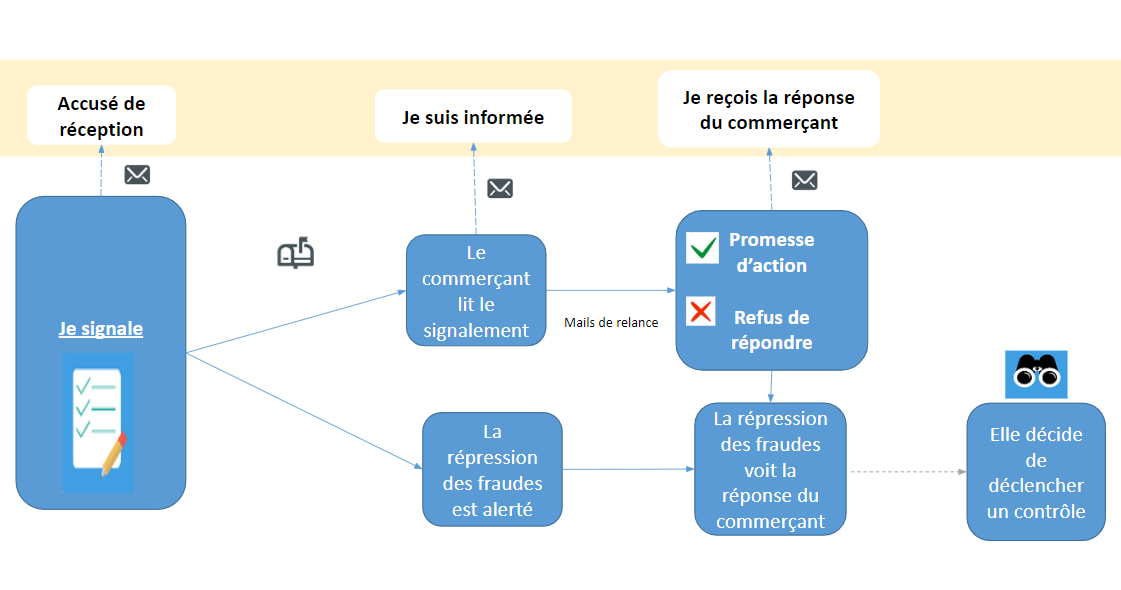 Accusé de
réception
Je suis informée
Je reçois la réponse
du commerçant
Je signale
Le
commerçant
lit le
signalement
Mails de relance
Promesse
d’action
Refus de
répondre
La
répression
des fraudes
est alerté
La répression
des fraudes
voit la
réponse du
commerçant
Elle décide
de
déclencher
un contrôle